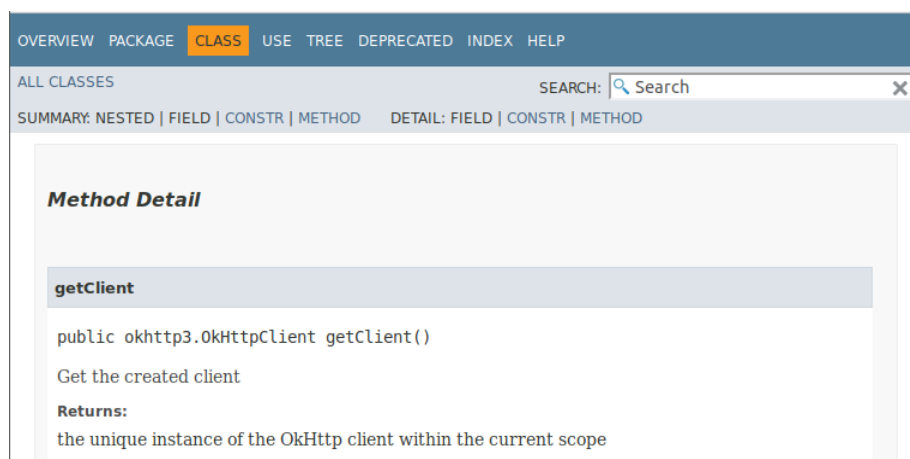 OVERVIEW PACKAGE CLASS USE TREE DEPRECATED INDEX HELP
ALL CLASSES SEARCH: Search
SUMMARY: NESTED | FIELD | CONSTR | METHOD DETAIL: FIELD | CONSTR | METHOD
Method Detail
getClient
public okhttp3.OkHttpClient getClient()
Get the created client
Returns:
the unique instance of the OkHttp client within the current scope